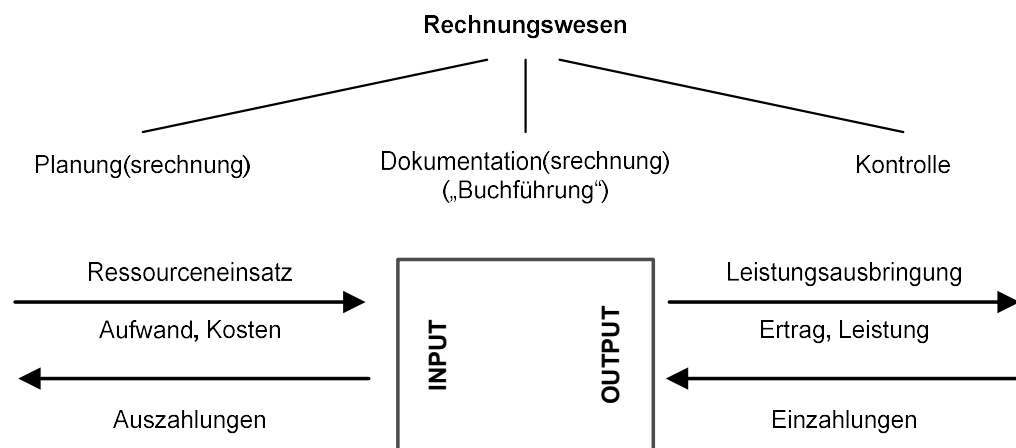 Rechnungswesen
Planung(srechnung)
Dokumentation(srechnung)
(„Buchführung“)
Kontrolle
Ressourceneinsatz
Aufwand, Kosten
Auszahlungen
INPUT
OUTPUT
Leistungsausbringung
Ertrag, Leistung
Einzahlungen